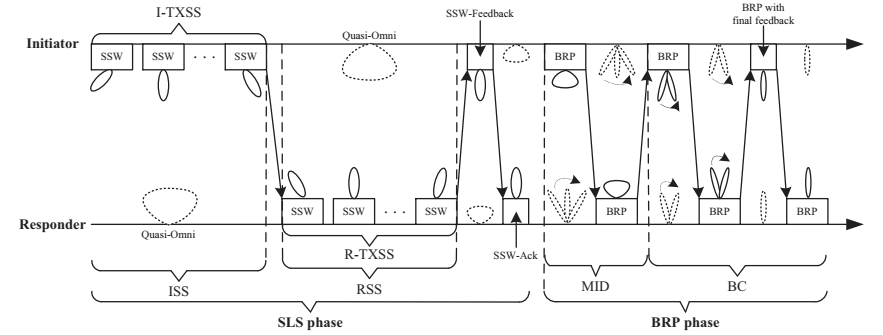 I-TXSS
SSW-Feedback
BRP with
final feedback
Quasi-Omni
Initiator
SSW
SSW
. . .
SSW
BRP
BRP
SSW
SSW
. . .
SSW
BRP
BRP
BRP
Responder
Quasi-Omni
R-TXSS
SSW-Ack
ISS
RSS
MID
BC
SLS phase
BRP phase